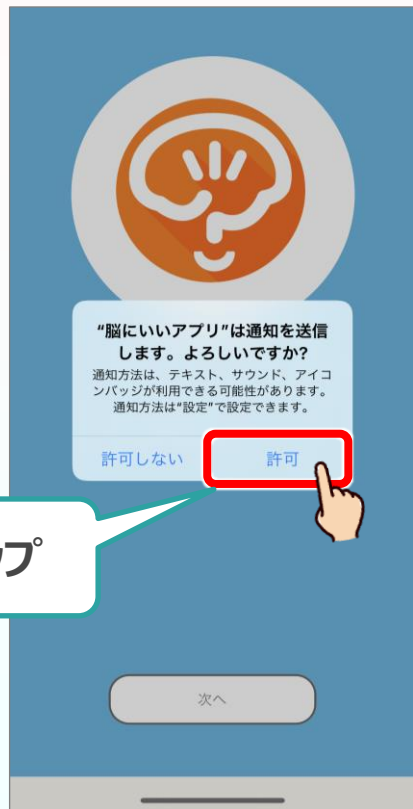 “脳にいいアプリ”は通知を送信
します。よろしいですか?
通知方法は、テキスト、サウンド、アイコ
ンバッジが利用できる可能性があります。
通知方法は“設定”で設定できます。
許可しない
許可
次へ